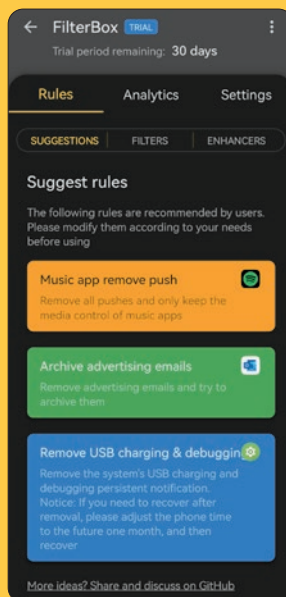 FilterBox TRIAL
Trial period remaining: 30 days
Rules Analytics Settings
SUGGESTIONS FILTERS ENHANCERS
Suggest rules
The following rules are recommended by users.
Please modify them according to your needs
before using
Music app remove push
Remove all pushes and only keep the
media control of music apps
Archive advertising emails
Remove advertising emails and try to
archive them
Remove USB charging & debuggin
Remove the system's USB charging and
debugging persistent notification.
Notice: If you need to recover after
removal, please adjust the phone time
to the future one month, and then
recover
More ideas? Share and discuss on GitHub